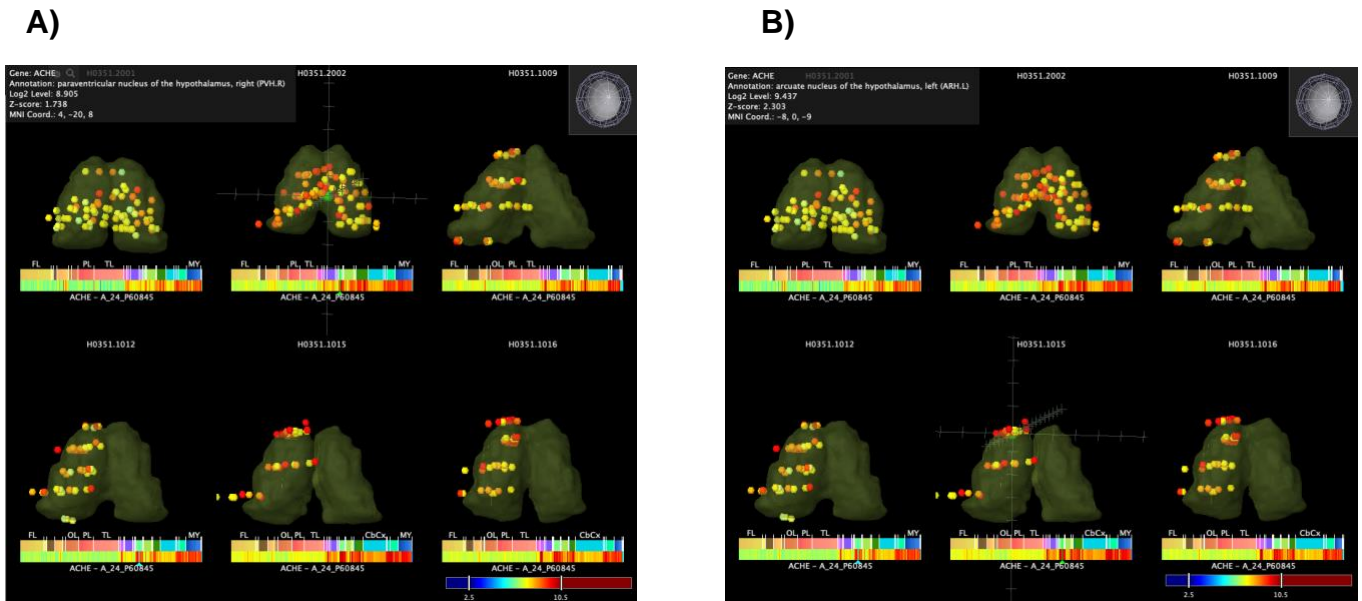 A)
Gene: ACHE H0351.2001 H0351.2002 H0351.1009
Annotation: paraventricular nucleus of the hypothalamus, right (PVH.R)
Log2 Level: 8.905
Z-score: 1.738
MNI Coord.: 4, -20, 8
FL PL TL MY FL PL TL MY FL OL PL TL
ACHE - A_24_P60845 ACHE - A_24_P60845 ACHE - A_24_P60845
H0351.1012 H0351.1015 H0351.1016
FL OL PL TL MY FL OL PL TL CbCx MY FL OL PL TL CbCx
ACHE - A_24_P60845 ACHE - A_24_P60845 ACHE - A_24_P60845
2.5 10.5
B)
Gene: ACHE H0351.2001 H0351.2002 H0351.1009
Annotation: arcuate nucleus of the hypothalamus, left (ARH.L)
Log2 Level: 9.437
Z-score: 2.303
MNI Coord.: -8, 0, -9
FL PL TL MY FL PL TL MY FL OL PL TL
ACHE - A_24_P60845 ACHE - A_24_P60845 ACHE - A_24_P60845
H0351.1012 H0351.1015 H0351.1016
FL OL PL TL MY FL OL PL TL CbCx MY FL OL PL TL CbCx
ACHE - A_24_P60845 ACHE - A_24_P60845 ACHE - A_24_P60845
2.5 10.5